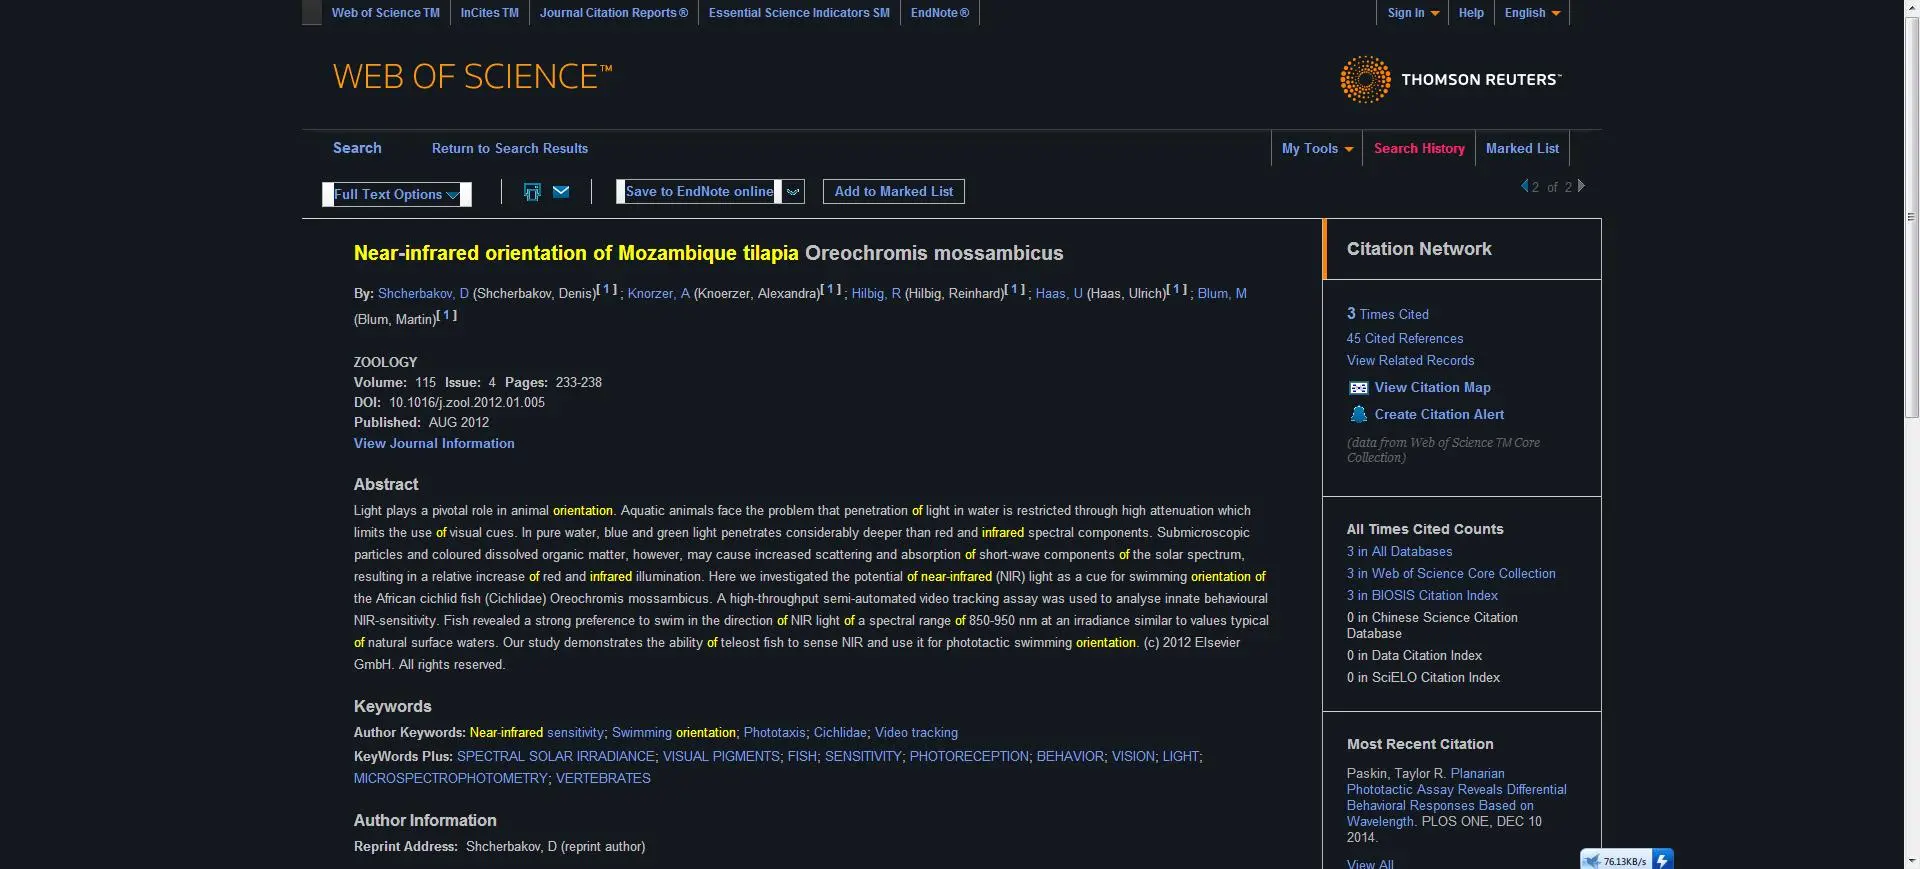 Web of Science TM InCites TM Journal Citation Reports ® Essential Science Indicators SM EndNote ® Sign In Help English
WEB OF SCIENCE™
THOMSON REUTERS™
Search Return to Search Results My Tools Search History Marked List
Full Text Options Save to EndNote online Add to Marked List 2 of 2
Near-infrared orientation of Mozambique tilapia Oreochromis mossambicus
By: Shcherbakov, D (Shcherbakov, Denis)[ 1 ] ; Knorzer, A (Knoerzer, Alexandra)[ 1 ] ; Hilbig, R (Hilbig, Reinhard)[ 1 ] ; Haas, U (Haas, Ulrich)[ 1 ] ; Blum, M
(Blum, Martin)[ 1 ]
ZOOLOGY
Volume: 115 Issue: 4 Pages: 233-238
DOI: 10.1016/j.zool.2012.01.005
Published: AUG 2012
View Journal Information
Abstract
Light plays a pivotal role in animal orientation. Aquatic animals face the problem that penetration of light in water is restricted through high attenuation which
limits the use of visual cues. In pure water, blue and green light penetrates considerably deeper than red and infrared spectral components. Submicroscopic
particles and coloured dissolved organic matter, however, may cause increased scattering and absorption of short-wave components of the solar spectrum,
resulting in a relative increase of red and infrared illumination. Here we investigated the potential of near-infrared (NIR) light as a cue for swimming orientation of
the African cichlid fish (Cichlidae) Oreochromis mossambicus. A high-throughput semi-automated video tracking assay was used to analyse innate behavioural
NIR-sensitivity. Fish revealed a strong preference to swim in the direction of NIR light of a spectral range of 850-950 nm at an irradiance similar to values typical
of natural surface waters. Our study demonstrates the ability of teleost fish to sense NIR and use it for phototactic swimming orientation. (c) 2012 Elsevier
GmbH. All rights reserved.
Keywords
Author Keywords: Near-infrared sensitivity; Swimming orientation; Phototaxis; Cichlidae; Video tracking
KeyWords Plus: SPECTRAL SOLAR IRRADIANCE; VISUAL PIGMENTS; FISH; SENSITIVITY; PHOTORECEPTION; BEHAVIOR; VISION; LIGHT;
MICROSPECTROPHOTOMETRY; VERTEBRATES
Author Information
Reprint Address: Shcherbakov, D (reprint author)
Citation Network
3 Times Cited
45 Cited References
View Related Records
View Citation Map
Create Citation Alert
(data from Web of Science TM Core
Collection)
All Times Cited Counts
3 in All Databases
3 in Web of Science Core Collection
3 in BIOSIS Citation Index
0 in Chinese Science Citation
Database
0 in Data Citation Index
0 in SciELO Citation Index
Most Recent Citation
Paskin, Taylor R. Planarian
Phototactic Assay Reveals Differential
Behavioral Responses Based on
Wavelength. PLOS ONE, DEC 10
2014.
View All
76.13KB/s